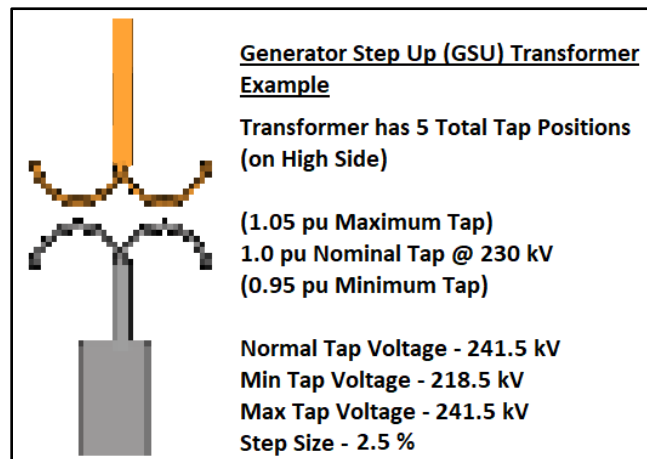 Generator Step Up (GSU) Transformer
Example
Transformer has 5 Total Tap Positions
(on High Side)
(1.05 pu Maximum Tap)
1.0 pu Nominal Tap @ 230 kV
(0.95 pu Minimum Tap)
Normal Tap Voltage - 241.5 kV
Min Tap Voltage - 218.5 kV
Max Tap Voltage - 241.5 kV
Step Size - 2.5 %